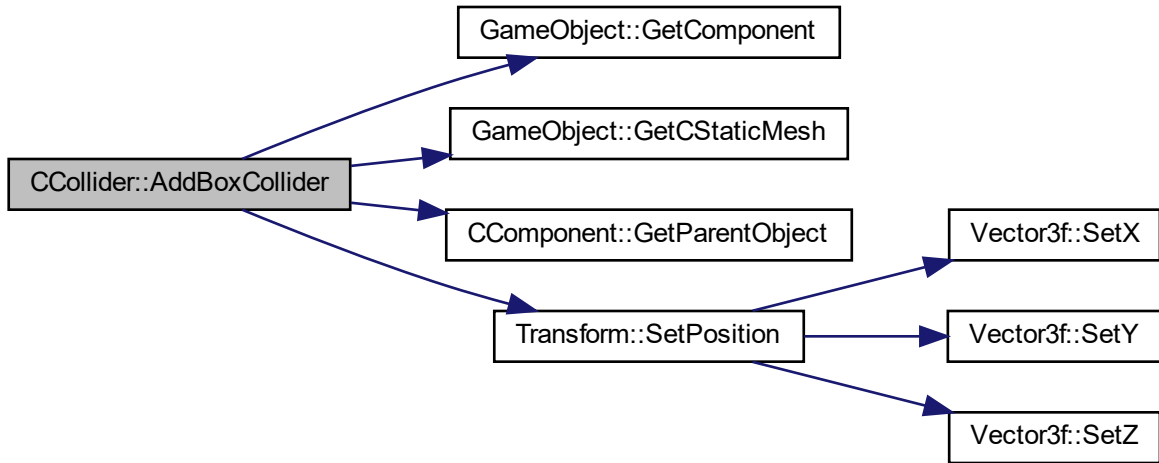 GameObject::GetComponent
GameObject::GetCStaticMesh
CCollider::AddBoxCollider
CComponent::GetParentObject
Vector3f::SetX
Transform::SetPosition
Vector3f::SetY
Vector3f::SetZ